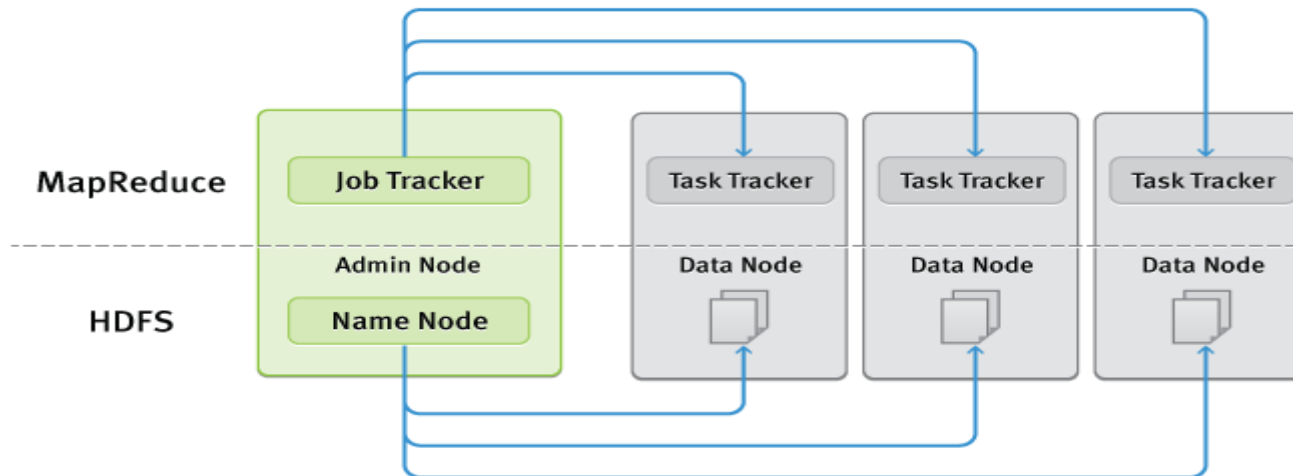 MapReduce
Job Tracker
Task Tracker
Task Tracker
Task Tracker
Admin Node
Data Node
Data Node
Data Node
HDFS
Name Node